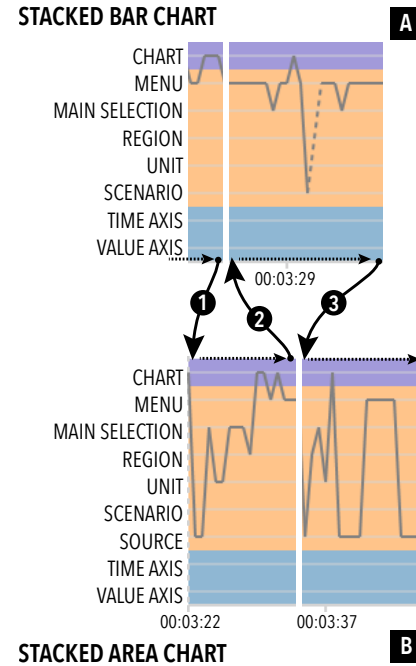 STACKED BAR CHART A
CHART
MENU
MAIN SELECTION
REGION
UNIT
SCENARIO
TIME AXIS
VALUE AXIS
00:03:29
1 2 3
CHART
MENU
MAIN SELECTION
REGION
UNIT
SCENARIO
SOURCE
TIME AXIS
VALUE AXIS
00:03:22 00:03:37
STACKED AREA CHART B